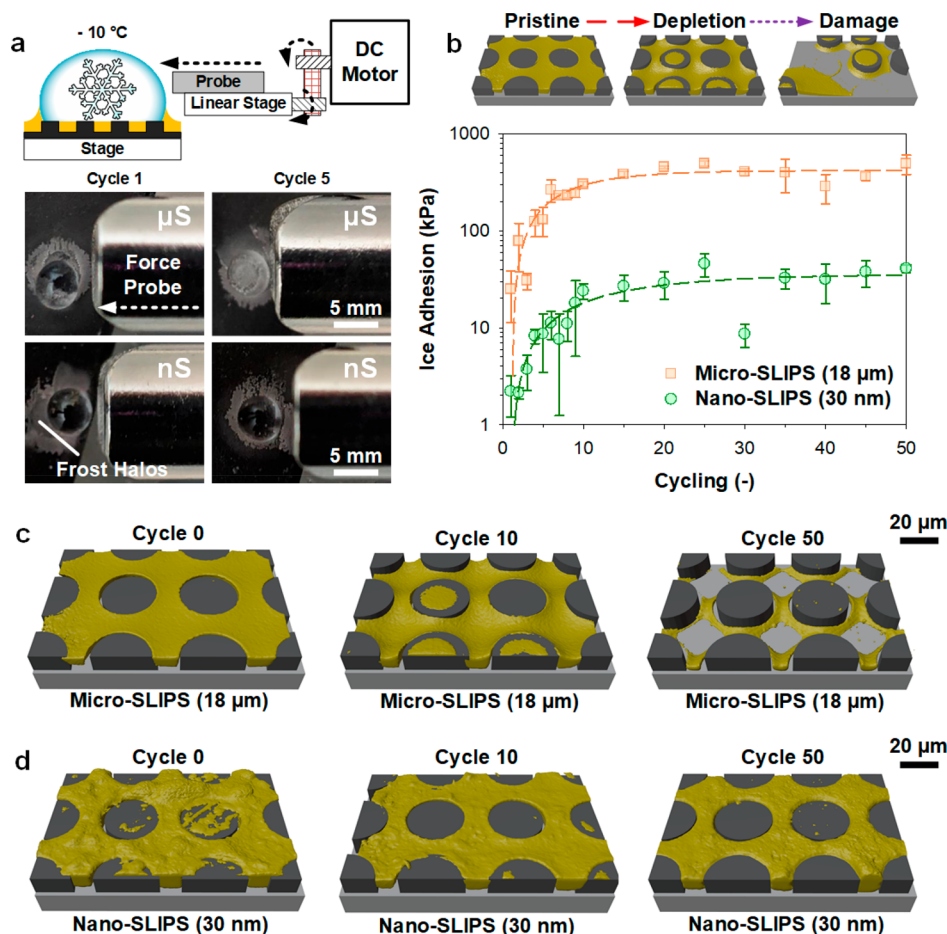 a
- 10 °C
Probe
Linear Stage
DC
Motor
Stage
Cycle 1
Cycle 5
µS
µS
Force
Probe
5 mm
nS
nS
Frost Halos
5 mm
b
Pristine
Depletion
Damage
Ice Adhesion (kPa)
1000
100
10
1
Micro-SLIPS (18 µm)
Nano-SLIPS (30 nm)
0
10
20
30
40
50
Cycling (-)
c
Cycle 0
Cycle 10
Cycle 50
20 µm
Micro-SLIPS (18 µm)
Micro-SLIPS (18 µm)
Micro-SLIPS (18 µm)
d
Cycle 0
Cycle 10
Cycle 50
20 µm
Nano-SLIPS (30 nm)
Nano-SLIPS (30 nm)
Nano-SLIPS (30 nm)